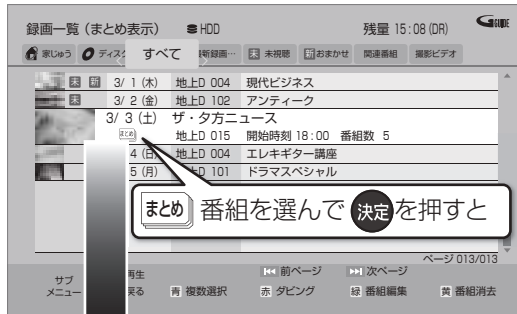 録画一覧 (まとめ表示) HDD 残量 15:08 (DR) G GUIDE
家じゅう ディスク すべて 新録画… 未 未視聴 新 おまかせ 関連番組 撮影ビデオ
未 新 3/ 1 (木) 地上D 004 現代ビジネス
未 3/ 2 (金) 地上D 102 アンティーク
3/ 3 (土) ザ・夕方ニュース
まとめ 地上D 015 開始時刻 18:00 番組数 5
4 (日) 地上D 004 エレキギター講座
5 (月) 地上D 101 ドラマスペシャル
まとめ 番組を選んで 決定 を押すと
ページ 013/013
サブメニュー 再生 前ページ 次ページ
戻る 青 複数選択 赤 ダビング 緑 番組編集 黄 番組消去